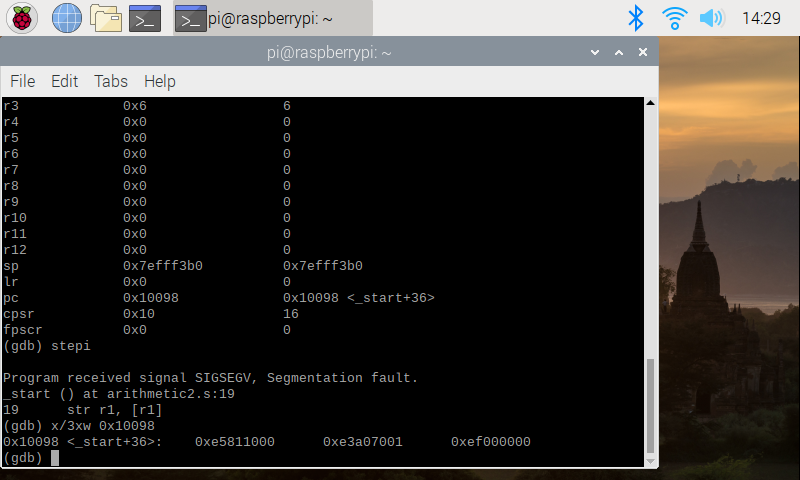 pi@raspberrypi: ~ 14:29
pi@raspberrypi: ~
File Edit Tabs Help
r3 0x6 6
r4 0x0 0
r5 0x0 0
r6 0x0 0
r7 0x0 0
r8 0x0 0
r9 0x0 0
r10 0x0 0
r11 0x0 0
r12 0x0 0
sp 0x7efff3b0 0x7efff3b0
lr 0x0 0
pc 0x10098 0x10098 <_start+36>
cpsr 0x10 16
fpscr 0x0 0
(gdb) stepi
Program received signal SIGSEGV, Segmentation fault.
_start () at arithmetic2.s:19
19 str r1, [r1]
(gdb) x/3xw 0x10098
0x10098 <_start+36>: 0xe5811000 0xe3a07001 0xef000000
(gdb)